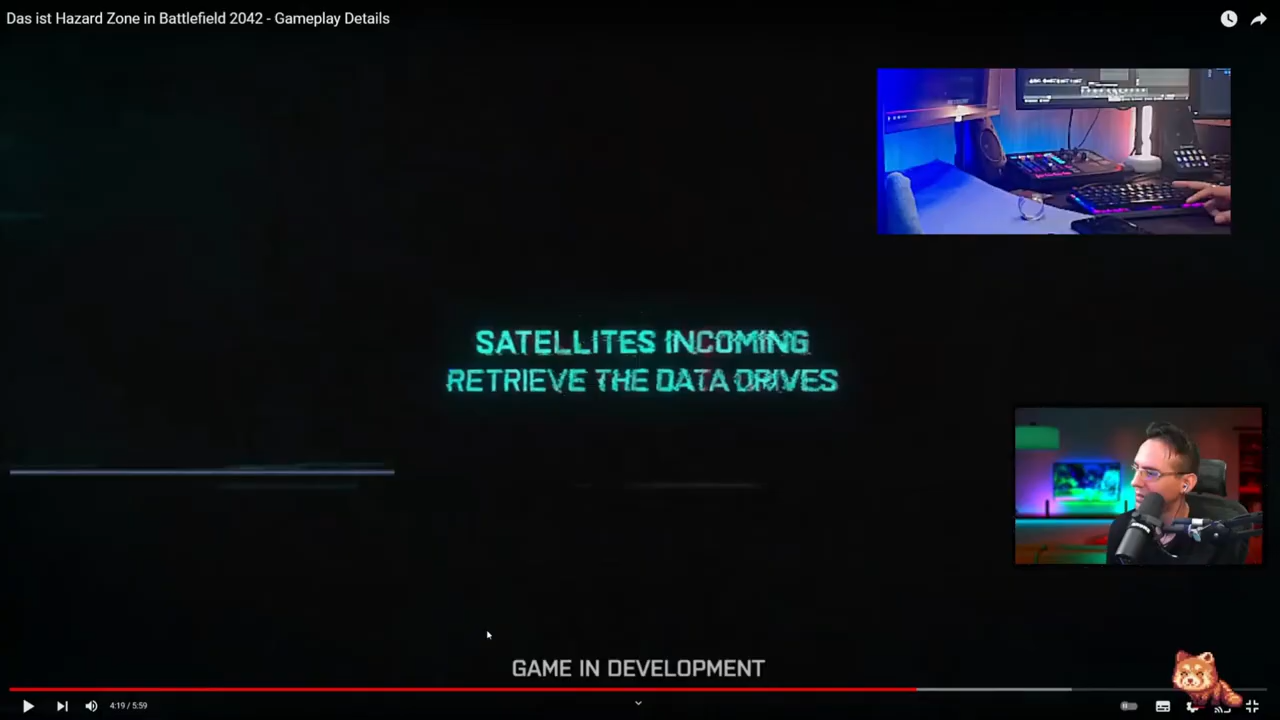 Das ist Hazard Zone in Battlefield 2042 - Gameplay Details
SATELLITES INCOMING
RETRIEVE THE DATA DRIVES
GAME IN DEVELOPMENT
4:19 / 5:59